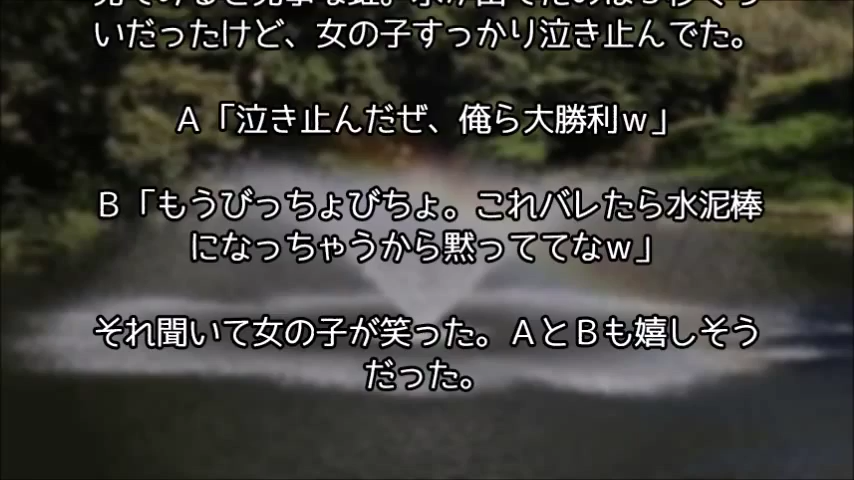 いだったけど、女の子すっかり泣き止んでた。
Ａ「泣き止んだぜ、俺ら大勝利ｗ」
Ｂ「もうびっちょびちょ。これバレたら水泥棒
になっちゃうから黙っててなｗ」
それ聞いて女の子が笑った。ＡとＢも嬉しそう
だった。